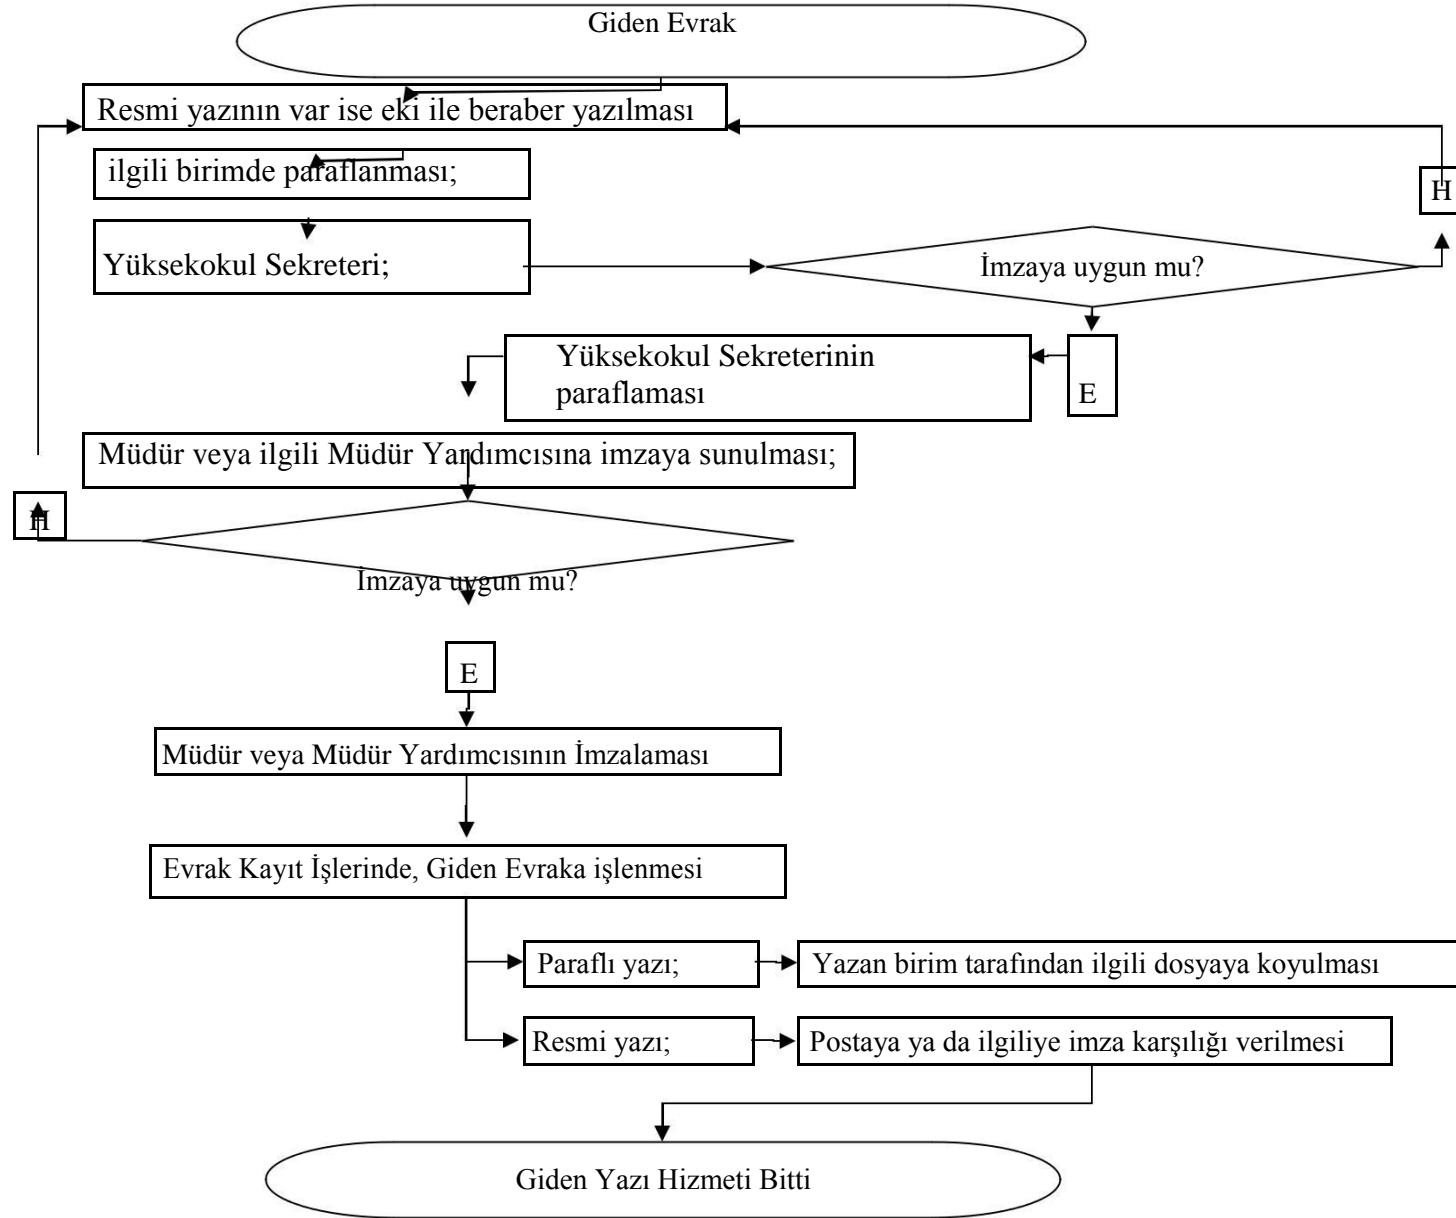 Giden Evrak
Resmi yazının var ise eki ile beraber yazılması
ilgili birimde paraflanması;
H
Yüksekokul Sekreteri;
İmzaya uygun mu?
Yüksekokul Sekreterinin
paraflaması
E
Müdür veya ilgili Müdür Yardımcısına imzaya sunulması;
H
İmzaya uygun mu?
E
Müdür veya Müdür Yardımcısının İmzalaması
Evrak Kayıt İşlerinde, Giden Evraka işlenmesi
Paraflı yazı;
Yazan birim tarafından ilgili dosyaya koyulması
Resmi yazı;
Postaya ya da ilgiliye imza karşılığı verilmesi
Giden Yazı Hizmeti Bitti